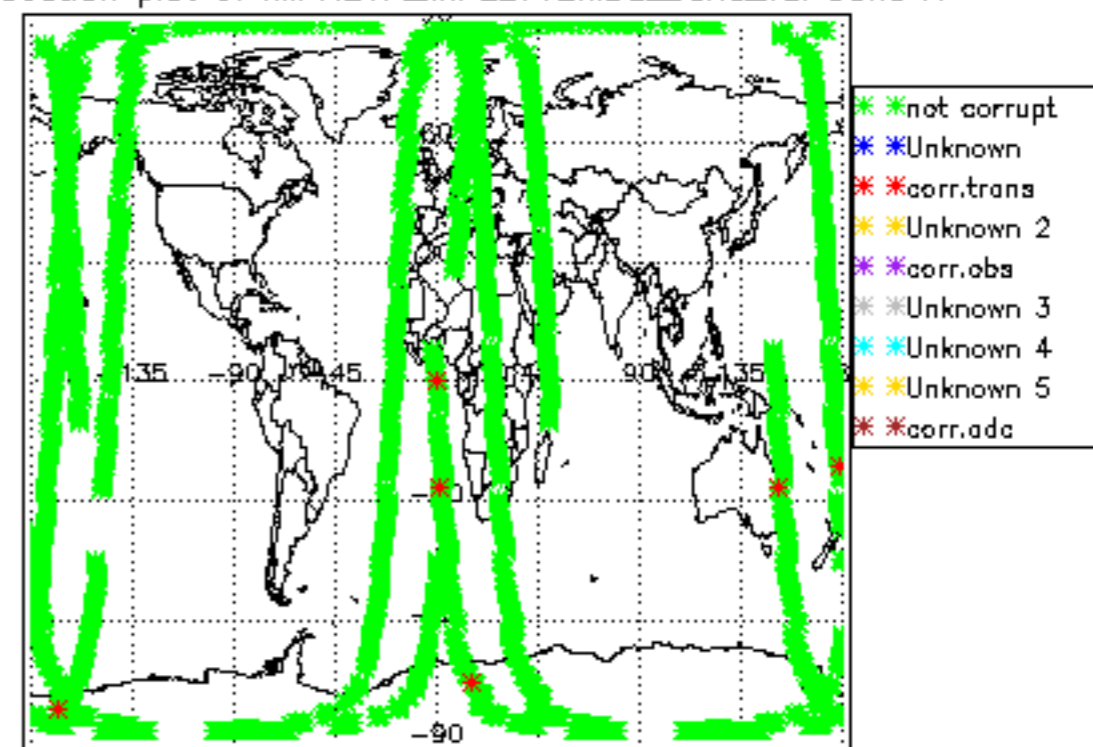 60
-135 -90 -45 90 135
-90
not corrupt
Unknown
corr.trans
Unknown 2
corr.obs
Unknown 3
Unknown 4
Unknown 5
corr.adc